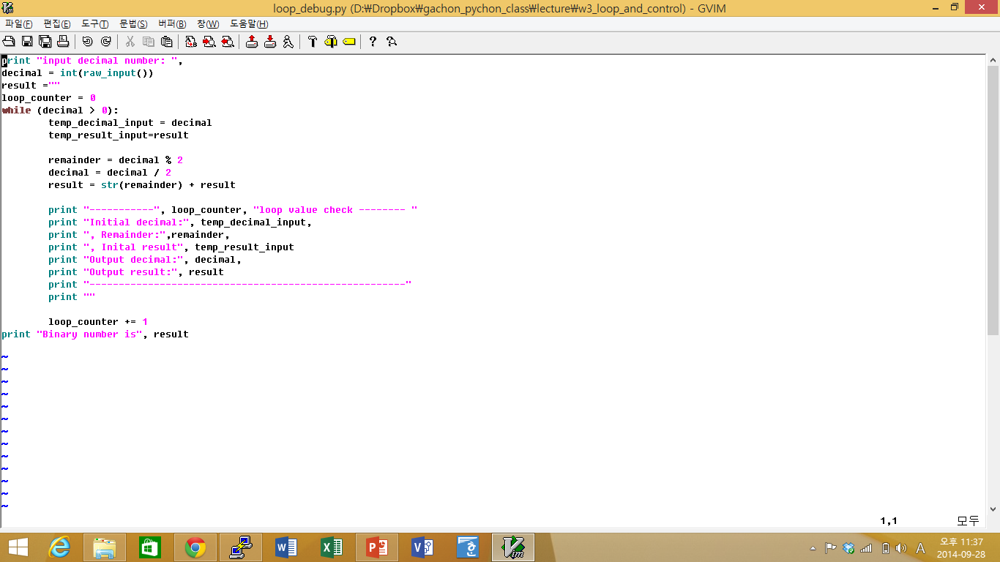 loop_debug.py (D:₩Dropbox₩gachon_pychon_class₩lecture₩w3_loop_and_control) - GVIM
파일(F) 편집(E) 도구(T) 문법(S) 버퍼(B) 창(W) 도움말(H)
print "input decimal number: ",
decimal = int(raw_input())
result =""
loop_counter = 0
while (decimal > 0):
        temp_decimal_input = decimal
        temp_result_input=result
        remainder = decimal % 2
        decimal = decimal / 2
        result = str(remainder) + result
        print "-----------", loop_counter, "loop value check -------- "
        print "Initial decimal:", temp_decimal_input,
        print ", Remainder:",remainder,
        print ", Inital result", temp_result_input
        print "Output decimal:", decimal,
        print "Output result:", result
        print "------------------------------------------------------"
        print ""
        loop_counter += 1
print "Binary number is", result
~
~
~
~
~
~
~
~
~
~
~
~
~
1,1 모두
A 오후 11:37
2014-09-28